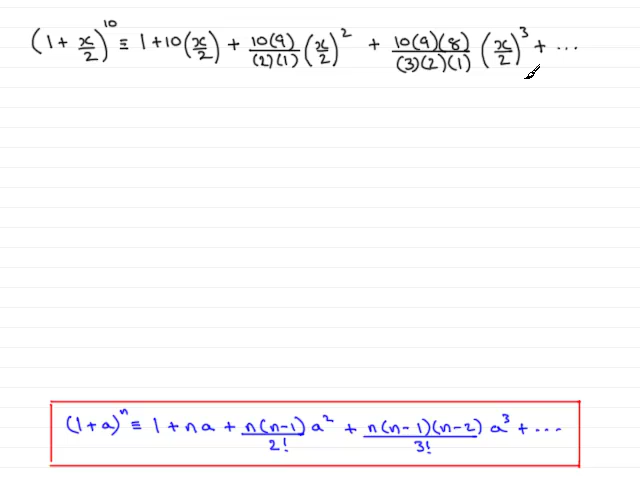 (1 + x/2)^10 ≡ 1 + 10(x/2) + 10(9)/(2)(1) (x/2)^2 + 10(9)(8)/(3)(2)(1) (x/2)^3 + ...
(1+a)^n ≡ 1 + na + n(n-1)/2! a^2 + n(n-1)(n-2)/3! a^3 + ...